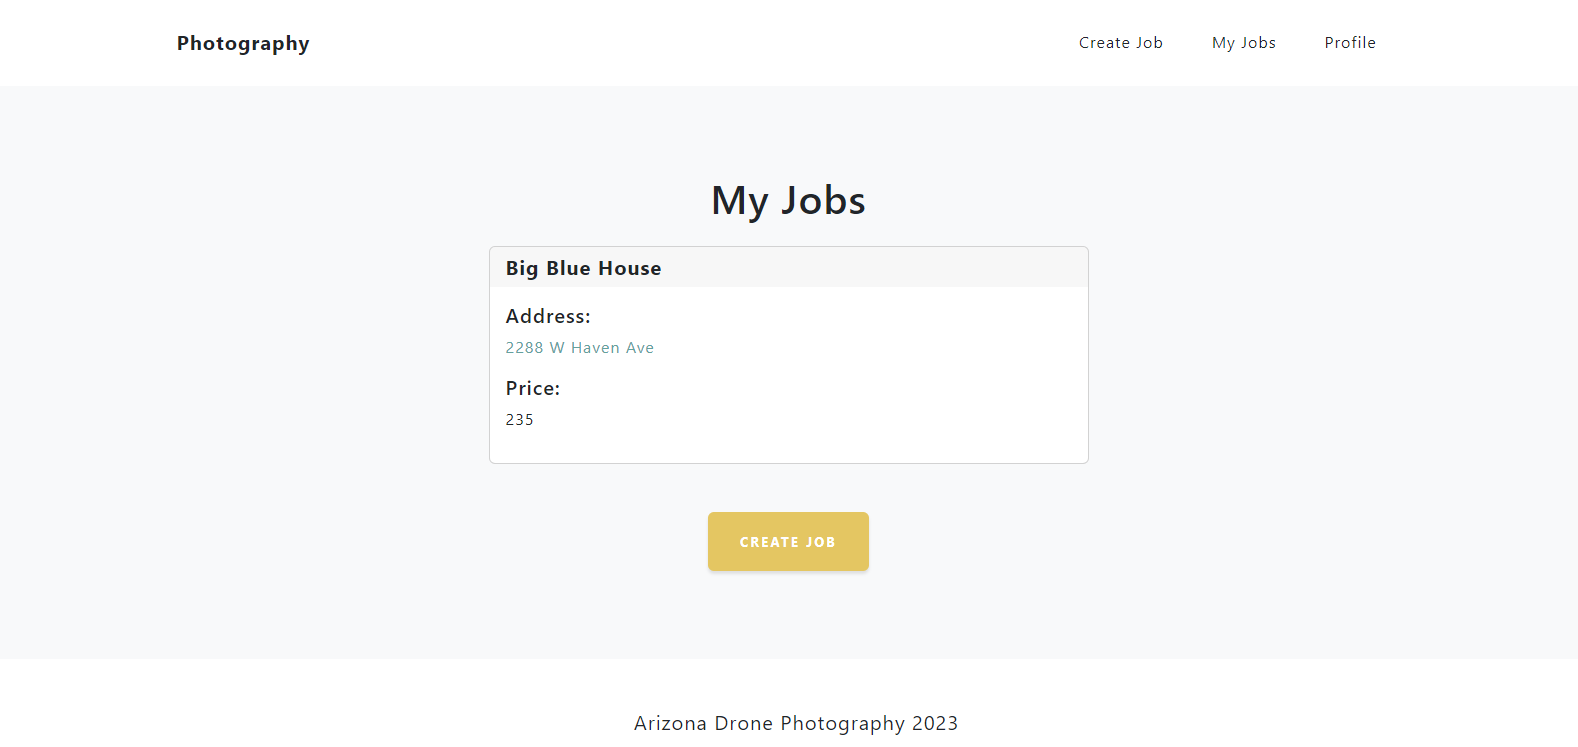 Photography
Create Job My Jobs Profile
My Jobs
Big Blue House
Address:
2288 W Haven Ave
Price:
235
CREATE JOB
Arizona Drone Photography 2023